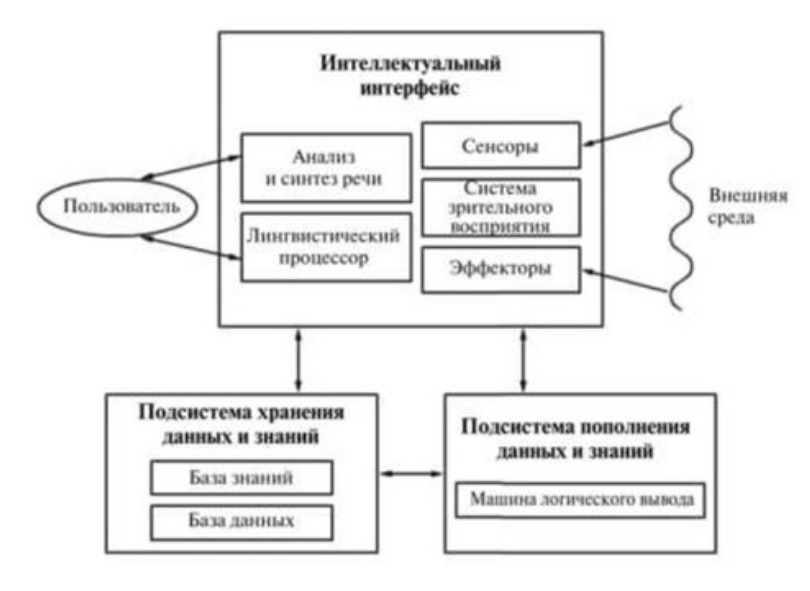 Интеллектуальный
интерфейс
Анализ
и синтез речи
Лингвистический
процессор
Сенсоры
Система
зрительного
восприятия
Эффекторы
Пользователь
Внешняя
среда
Подсистема хранения
данных и знаний
База знаний
База данных
Подсистема пополнения
данных и знаний
Машина логического вывода